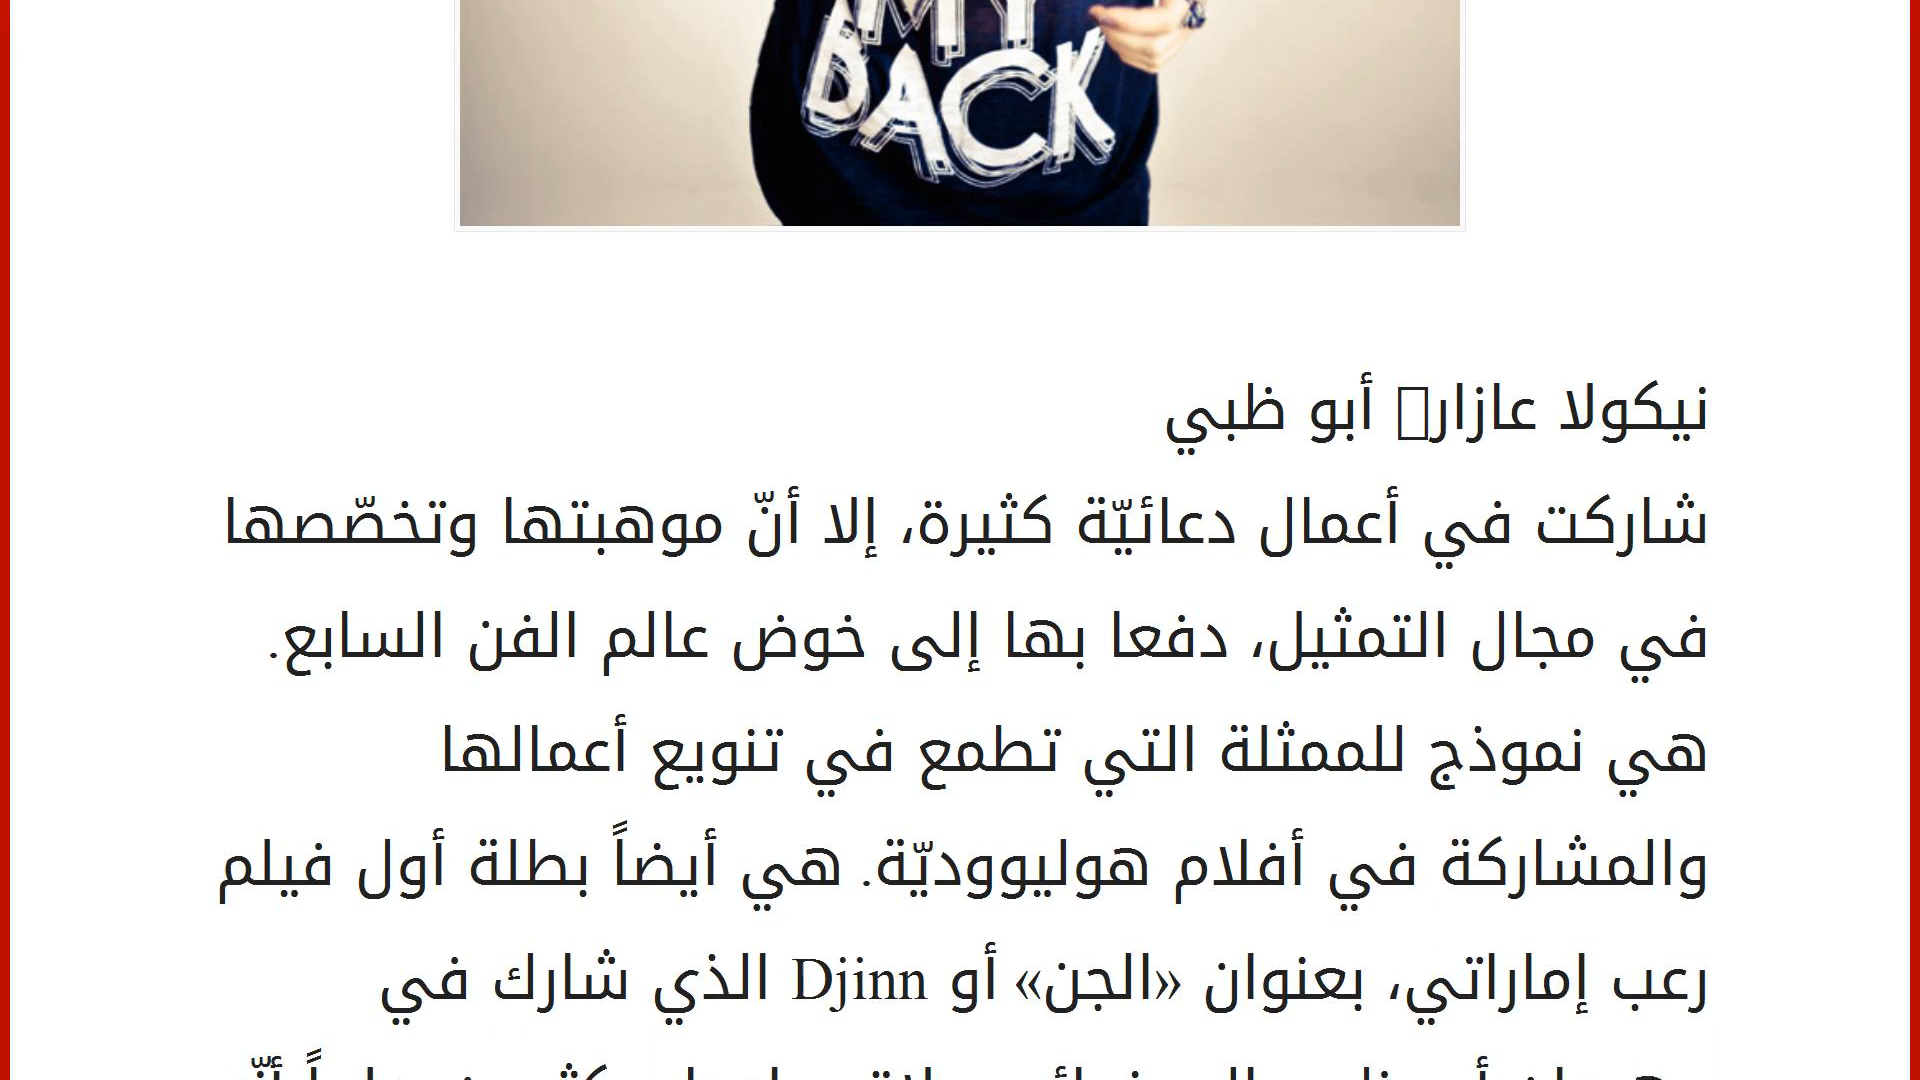 MY
BACK
نيكولا عازار أبو ظبي
شاركت في أعمال دعائيّة كثيرة، إلا أنّ موهبتها وتخصّصها
في مجال التمثيل، دفعا بها إلى خوض عالم الفن السابع.
هي نموذج للممثلة التي تطمع في تنويع أعمالها
والمشاركة في أفلام هوليووديّة. هي أيضاً بطلة أول فيلم
رعب إماراتي، بعنوان «الجن» أو Djinn الذي شارك في